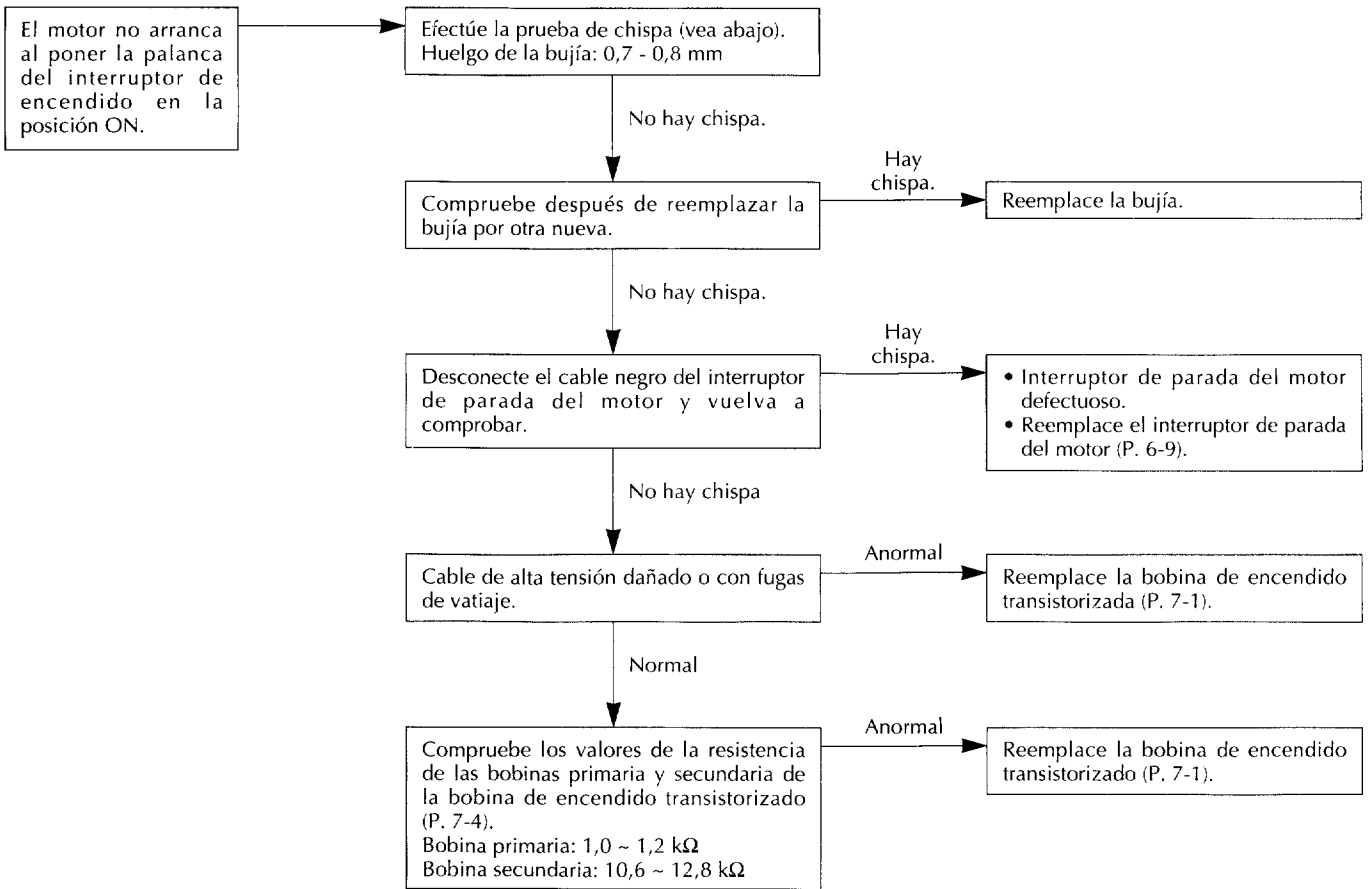 El motor no arranca
al poner la palanca
del interruptor de
encendido en la
posición ON.
Efectúe la prueba de chispa (vea abajo).
Huelgo de la bujía: 0,7 - 0,8 mm
No hay chispa.
Compruebe después de reemplazar la
bujía por otra nueva.
Hay
chispa.
Reemplace la bujía.
No hay chispa.
Desconecte el cable negro del interruptor
de parada del motor y vuelva a
comprobar.
Hay
chispa.
• Interruptor de parada del motor
defectuoso.
• Reemplace el interruptor de parada
del motor (P. 6-9).
No hay chispa
Cable de alta tensión dañado o con fugas
de vatiaje.
Anormal
Reemplace la bobina de encendido
transistorizada (P. 7-1).
Normal
Compruebe los valores de la resistencia
de las bobinas primaria y secundaria de
la bobina de encendido transistorizado
(P. 7-4).
Bobina primaria: 1,0 ~ 1,2 kΩ
Bobina secundaria: 10,6 ~ 12,8 kΩ
Anormal
Reemplace la bobina de encendido
transistorizado (P. 7-1).